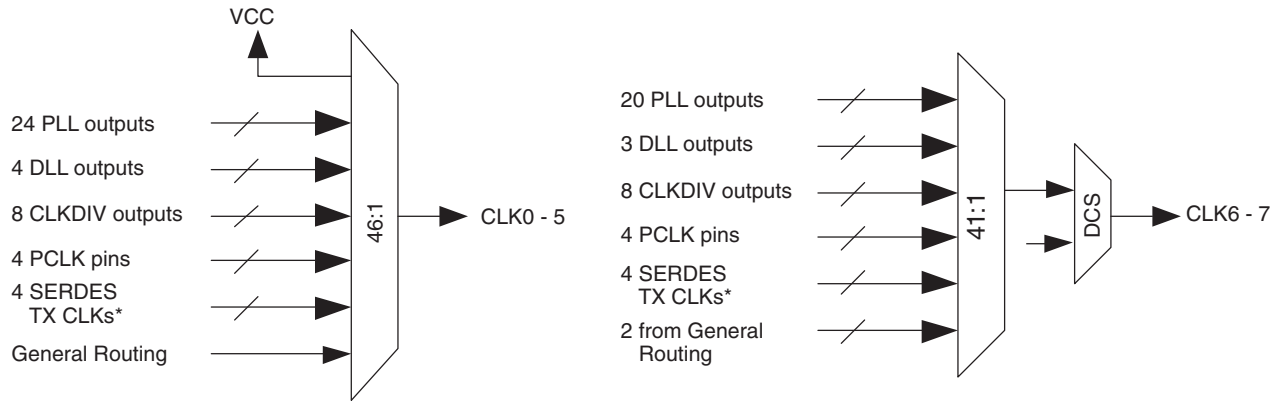 VCC
24 PLL outputs
4 DLL outputs
8 CLKDIV outputs
4 PCLK pins
4 SERDES
TX CLKs*
General Routing
46:1
CLK0 - 5
20 PLL outputs
3 DLL outputs
8 CLKDIV outputs
4 PCLK pins
4 SERDES
TX CLKs*
2 from General
Routing
41:1
DCS
CLK6 - 7